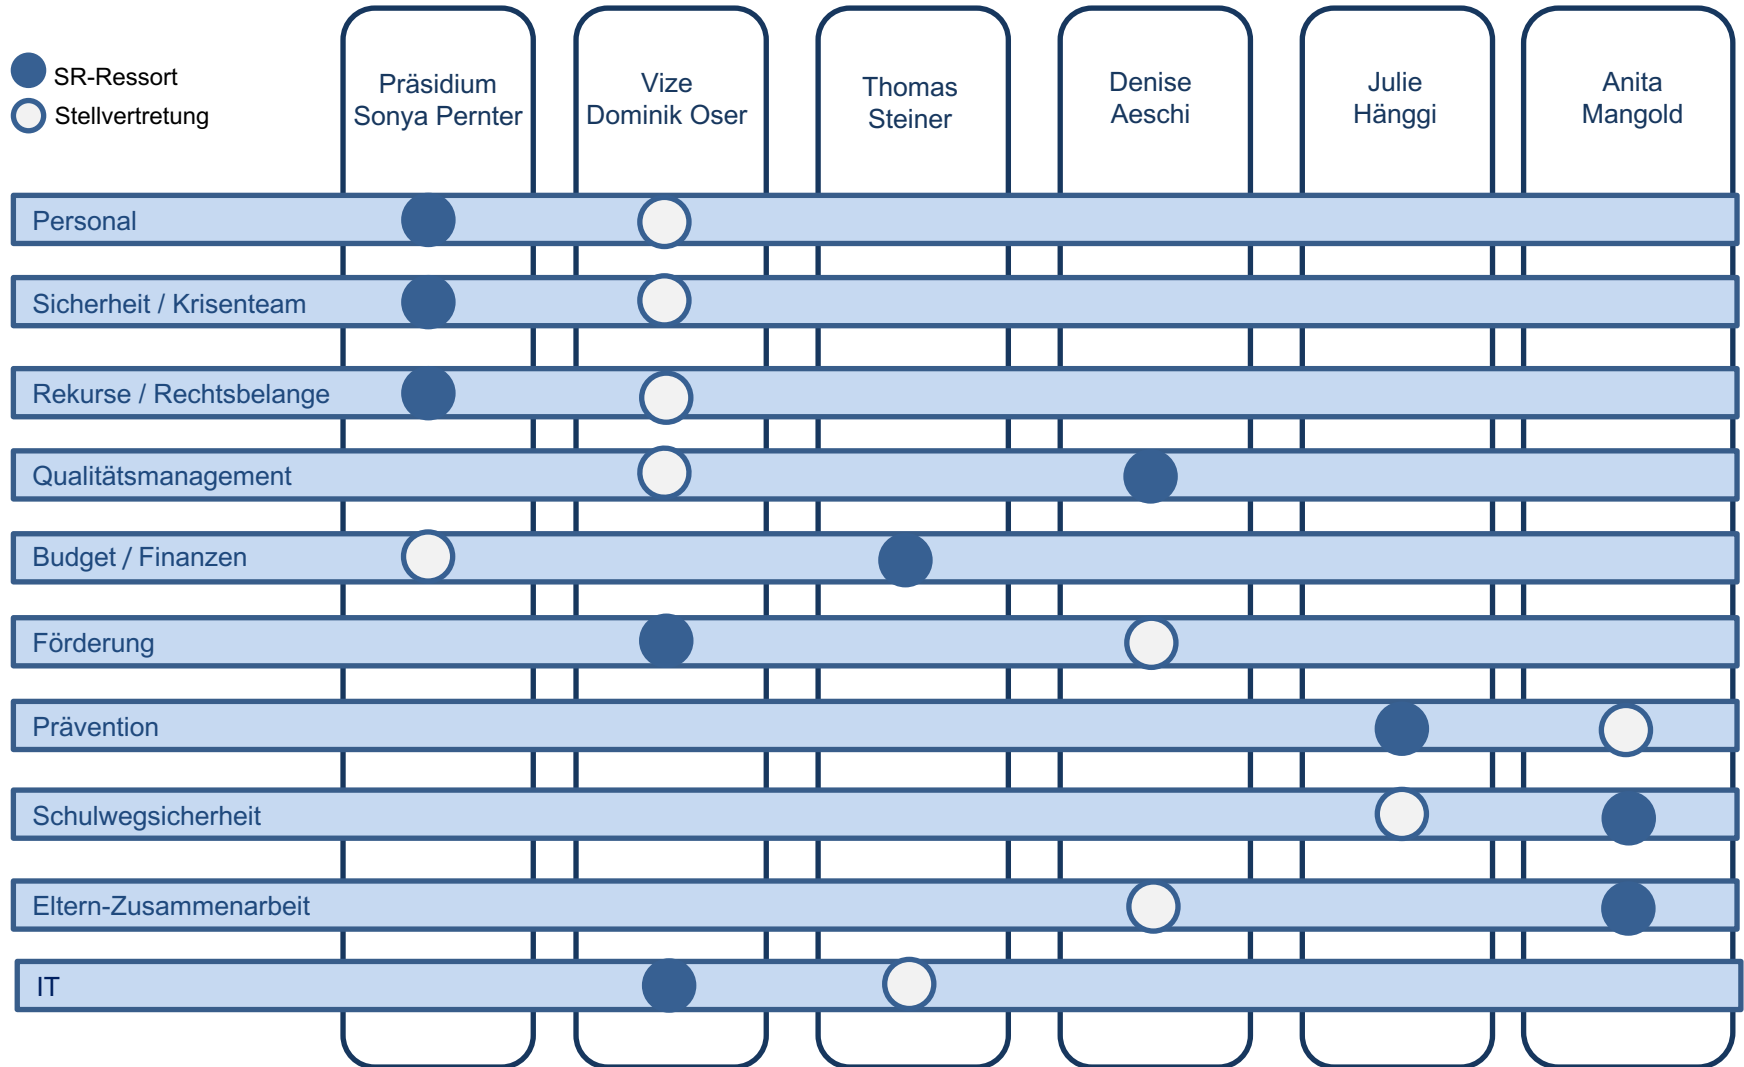 SR-Ressort
Stellvertretung
Präsidium
Sonya Pernter
Vize
Dominik Oser
Thomas
Steiner
Denise
Aeschi
Julie
Hänggi
Anita
Mangold
Personal
Sicherheit / Krisenteam
Rekurse / Rechtsbelange
Qualitätsmanagement
Budget / Finanzen
Förderung
Prävention
Schulwegsicherheit
Eltern-Zusammenarbeit
IT